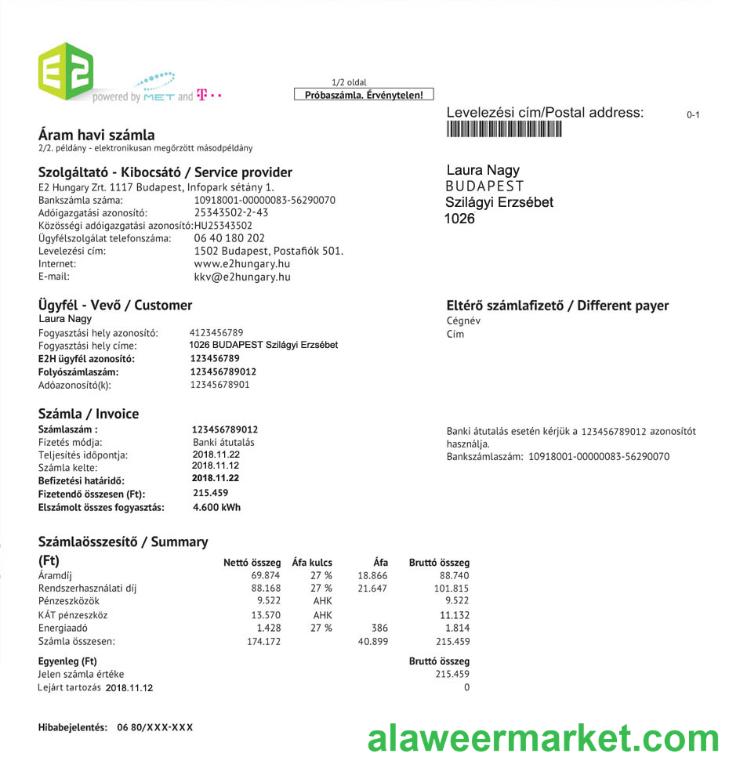 E2
powered by MET and T
1/2 oldal
Próbaszámla. Érvénytelen!
Levelezési cím/Postal address: 0-1
Áram havi számla
2/2. példány - elektronikusan megőrzött másodpéldány
Szolgáltató - Kibocsátó / Service provider
E2 Hungary Zrt. 1117 Budapest, Infopark sétány 1.
Bankszámla száma: 10918001-00000083-56290070
Adóigazgatási azonosító: 25343502-2-43
Közösségi adóigazgatási azonosító:HU25343502
Ügyfélszolgálat telefonszáma: 06 40 180 202
Levelezési cím: 1502 Budapest, Postafiók 501.
Internet: www.e2hungary.hu
E-mail: kkv@e2hungary.hu
Laura Nagy
BUDAPEST
Szilágyi Erzsébet
1026
Ügyfél - Vevő / Customer
Laura Nagy
Fogyasztási hely azonosító: 4123456789
Fogyasztási hely címe: 1026 BUDAPEST Szilágyi Erzsébet
E2H ügyfél azonosító: 123456789
Folyószámlaszám: 123456789012
Adóazonosító(k): 12345678901
Eltérő számlafizető / Different payer
Cégnév
Cím
Számla / Invoice
Számlaszám : 123456789012
Fizetés módja: Banki átutalás
Teljesítés időpontja: 2018.11.22
Számla kelte: 2018.11.12
Befizetési határidő: 2018.11.22
Fizetendő összesen (Ft): 215.459
Elszámolt összes fogyasztás: 4.600 kWh
Banki átutalás esetén kérjük a 123456789012 azonosítót
használja.
Bankszámlaszám: 10918001-00000083-56290070
Számlaösszesítő / Summary
(Ft) Nettó összeg Áfa kulcs Áfa Bruttó összeg
Áramdíj 69.874 27 % 18.866 88.740
Rendszerhasználati díj 88.168 27 % 21.647 101.815
Pénzeszközök 9.522 AHK 9.522
KÁT pénzeszköz 13.570 AHK 11.132
Energiaadó 1.428 27 % 386 1.814
Számla összesen: 174.172 40.899 215.459
Egyenleg (Ft) Bruttó összeg
Jelen számla értéke 215.459
Lejárt tartozás 2018.11.12 0
Hibabejelentés: 06 80/XXX-XXX
alaweermarket.com